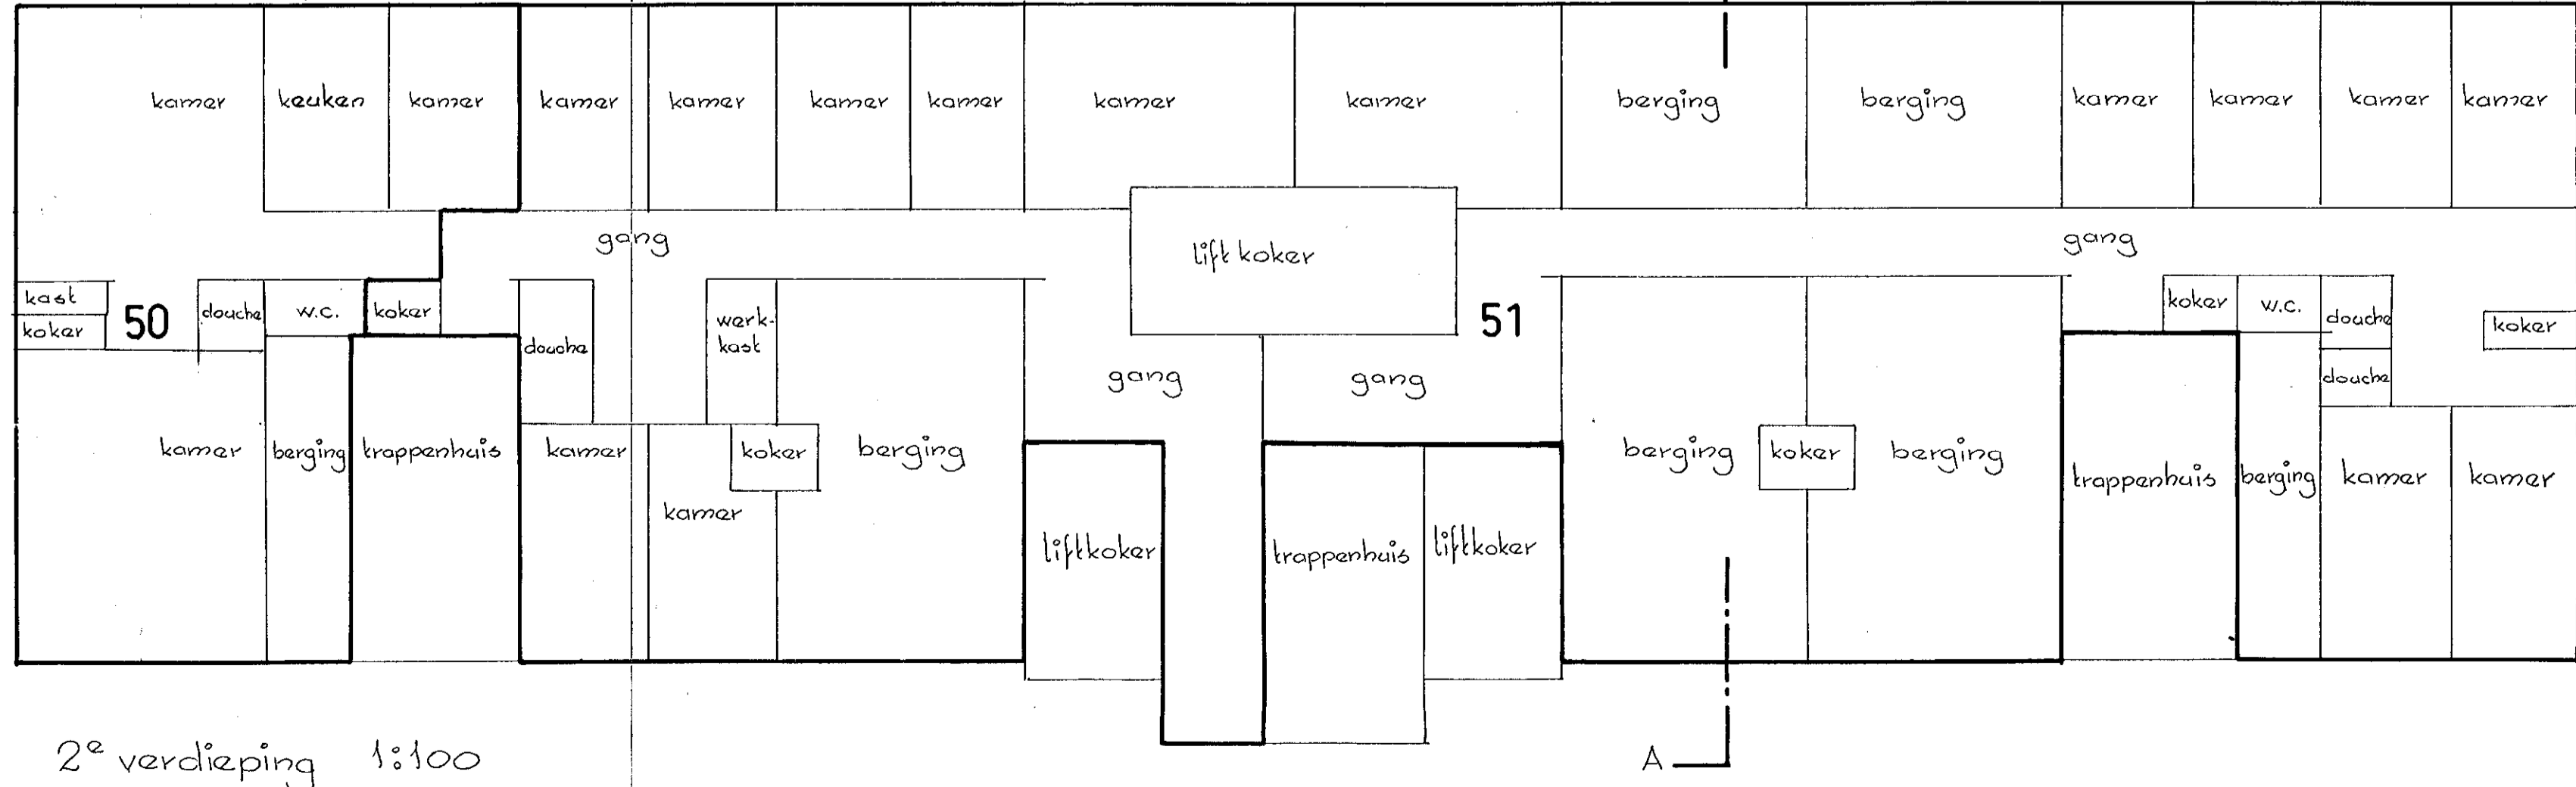 kamer keuken kamer kamer kamer kamer kamer kamer kamer berging berging kamer kamer kamer kamer
gang liftkoker gang
kast douche w.c. koker koker w.c. douche koker
koker 50 werk- 51
douche kast
gang gang douche
kamer berging trappenhuis kamer koker berging berging koker berging trappenhuis berging kamer kamer
kamer
liftkoker trappenhuis liftkoker
2e verdieping 1:100 A